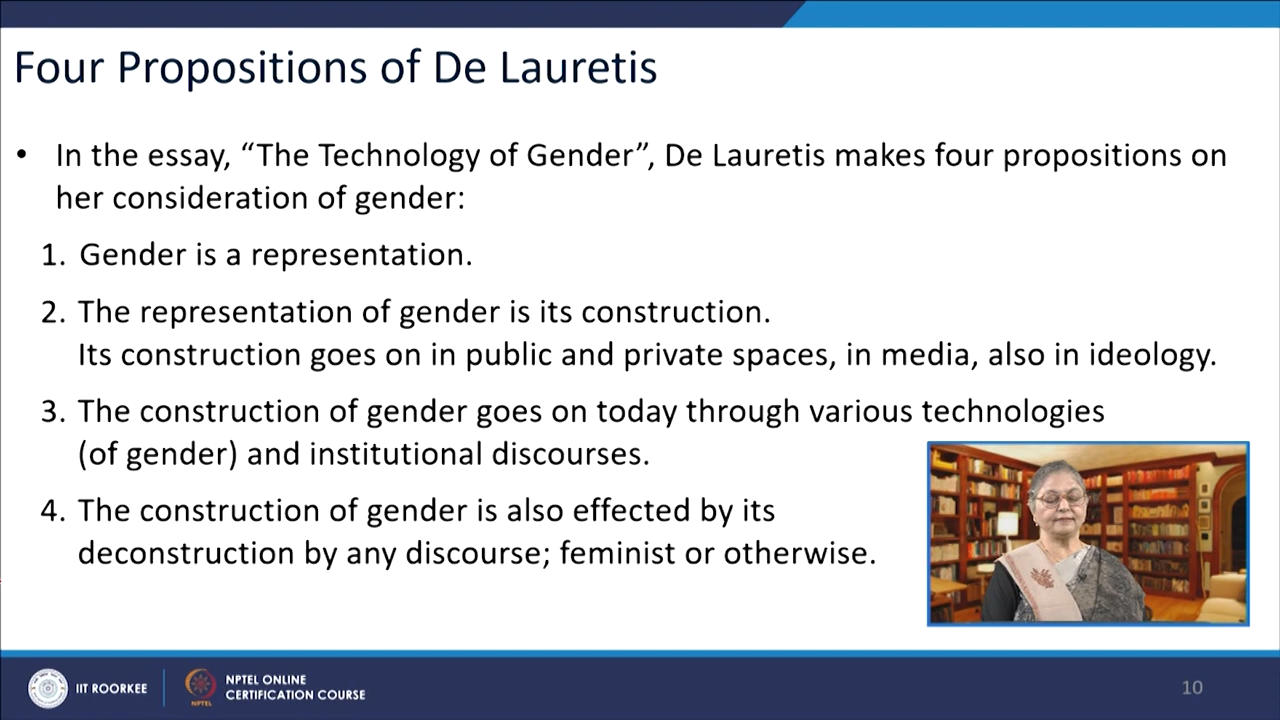 Four Propositions of De Lauretis
• In the essay, “The Technology of Gender”, De Lauretis makes four propositions on
her consideration of gender:
1. Gender is a representation.
2. The representation of gender is its construction.
Its construction goes on in public and private spaces, in media, also in ideology.
3. The construction of gender goes on today through various technologies
(of gender) and institutional discourses.
4. The construction of gender is also effected by its
deconstruction by any discourse; feminist or otherwise.
IIT ROORKEE
NPTEL
NPTEL ONLINE
CERTIFICATION COURSE
10